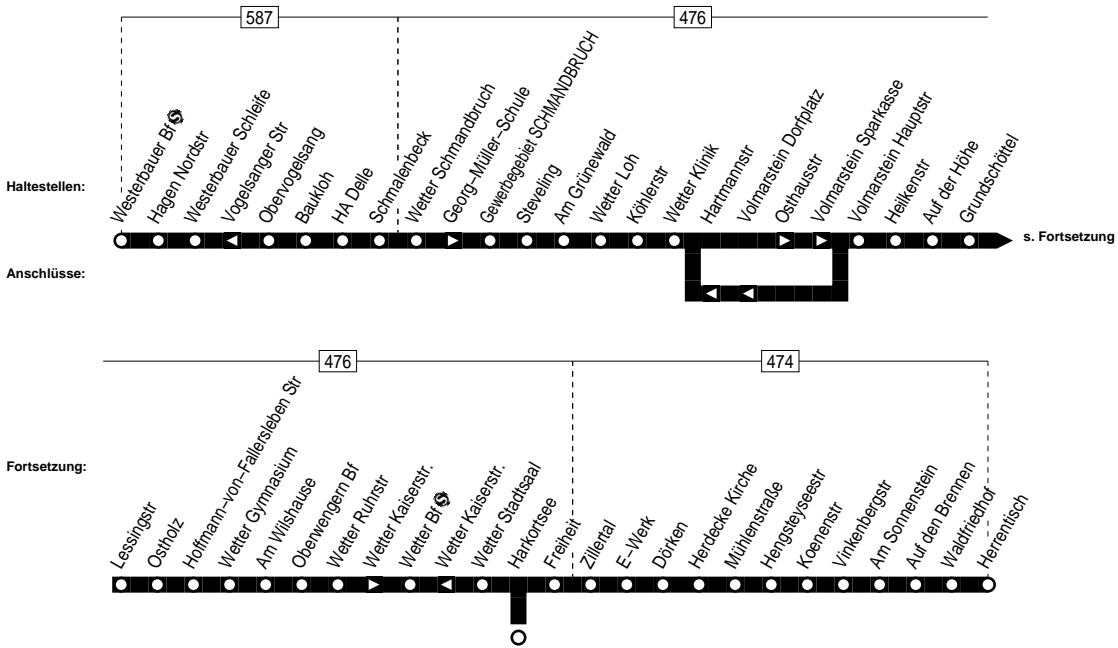 587
476
Westerbauer Bf S
Hagen Nordstr
Westerbauer Schleife
Vogelsanger Str
Obervogelsang
Baukloh
HA Delle
Schmalenbeck
Wetter Schmandbruch
Georg–Müller–Schule
Gewerbegebiet SCHMANDBRUCH
Steveling
Am Grünewald
Wetter Loh
Köhlerstr
Wetter Klinik
Hartmannstr
Volmarstein Dorfplatz
Osthausstr
Volmarstein Sparkasse
Volmarstein Hauptstr
Heilkenstr
Auf der Höhe
Grundschöttel
Haltestellen:
s. Fortsetzung
Anschlüsse:
476
474
Fortsetzung:
Lessingstr
Ostholz
Hoffmann–von–Fallersleben Str
Wetter Gymnasium
Am Wilshause
Oberwengern Bf
Wetter Ruhrstr
Wetter Kaiserstr.
Wetter Bf S
Wetter Kaiserstr.
Wetter Stadtsaal
Harkortsee
Freiheit
Zillertal
E–Werk
Dörken
Herdecke Kirche
Mühlenstraße
Hengsteyseestr
Koenenstr
Vinkenbergstr
Am Sonnenstein
Auf den Brennen
Waldfriedhof
Herrentisch